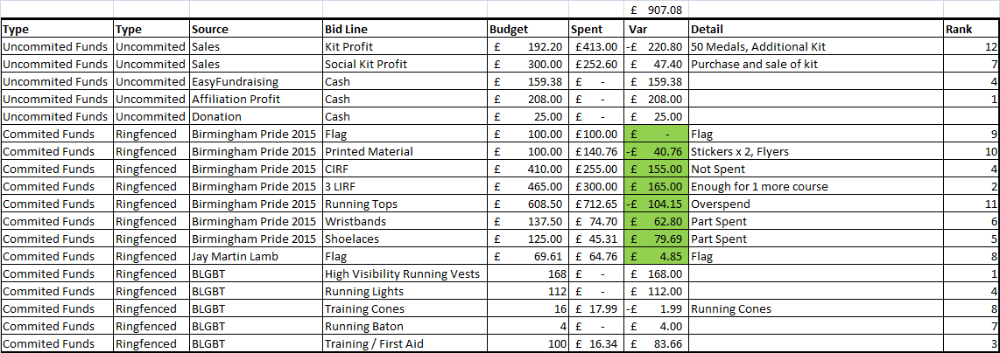 £ 907.08
Type Type Source Bid Line Budget Spent Var Detail Rank
Uncommited Funds Uncommited Sales Kit Profit £ 192.20 £413.00 -£ 220.80 50 Medals, Additional Kit 12
Uncommited Funds Uncommited Sales Social Kit Profit £ 300.00 £252.60 £ 47.40 Purchase and sale of kit 7
Uncommited Funds Uncommited EasyFundraising Cash £ 159.38 £ - £ 159.38 4
Uncommited Funds Uncommited Affiliation Profit Cash £ 208.00 £ - £ 208.00 1
Uncommited Funds Uncommited Donation Cash £ 25.00 £ - £ 25.00
Commited Funds Ringfenced Birmingham Pride 2015 Flag £ 100.00 £100.00 £ - Flag 9
Commited Funds Ringfenced Birmingham Pride 2015 Printed Material £ 100.00 £140.76 -£ 40.76 Stickers x 2, Flyers 10
Commited Funds Ringfenced Birmingham Pride 2015 CIRF £ 410.00 £255.00 £ 155.00 Not Spent 4
Commited Funds Ringfenced Birmingham Pride 2015 3 LIRF £ 465.00 £300.00 £ 165.00 Enough for 1 more course 2
Commited Funds Ringfenced Birmingham Pride 2015 Running Tops £ 608.50 £712.65 -£ 104.15 Overspend 11
Commited Funds Ringfenced Birmingham Pride 2015 Wristbands £ 137.50 £ 74.70 £ 62.80 Part Spent 6
Commited Funds Ringfenced Birmingham Pride 2015 Shoelaces £ 125.00 £ 45.31 £ 79.69 Part Spent 5
Commited Funds Ringfenced Jay Martin Lamb Flag £ 69.61 £ 64.76 £ 4.85 Flag 8
Commited Funds Ringfenced BLGBT High Visibility Running Vests 168 £ - £ 168.00 1
Commited Funds Ringfenced BLGBT Running Lights 112 £ - £ 112.00 4
Commited Funds Ringfenced BLGBT Training Cones 16 £ 17.99 -£ 1.99 Running Cones 8
Commited Funds Ringfenced BLGBT Running Baton 4 £ - £ 4.00 7
Commited Funds Ringfenced BLGBT Training / First Aid 100 £ 16.34 £ 83.66 3